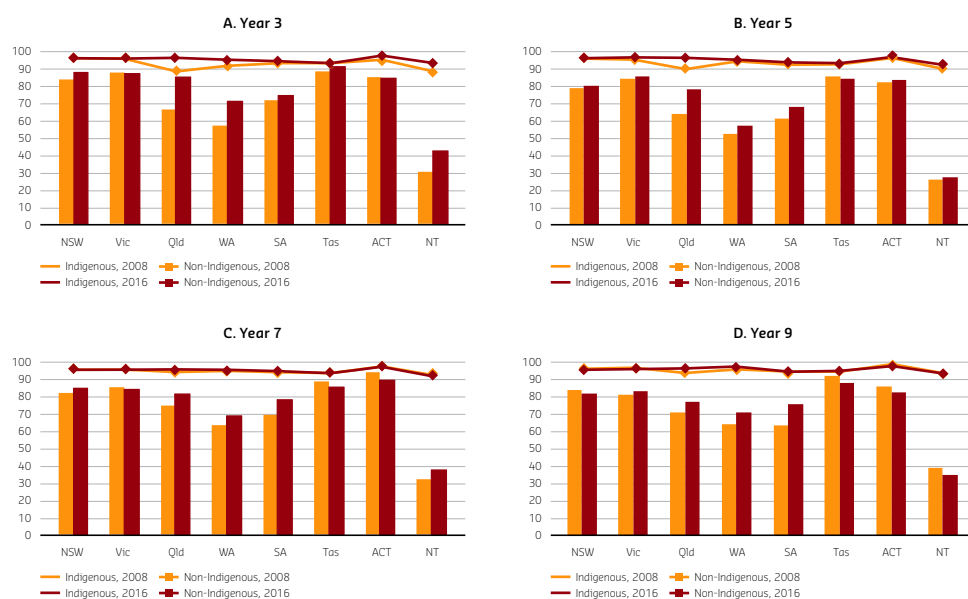 A. Year 3
100
90
80
70
60
50
40
30
20
10
0
NSW Vic Qld WA SA Tas ACT NT
Indigenous, 2008 Non-Indigenous, 2008
Indigenous, 2016 Non-Indigenous, 2016
B. Year 5
100
90
80
70
60
50
40
30
20
10
0
NSW Vic Qld WA SA Tas ACT NT
Indigenous, 2008 Non-Indigenous, 2008
Indigenous, 2016 Non-Indigenous, 2016
C. Year 7
100
90
80
70
60
50
40
30
20
10
0
NSW Vic Qld WA SA Tas ACT NT
Indigenous, 2008 Non-Indigenous, 2008
Indigenous, 2016 Non-Indigenous, 2016
D. Year 9
100
90
80
70
60
50
40
30
20
10
0
NSW Vic Qld WA SA Tas ACT NT
Indigenous, 2008 Non-Indigenous, 2008
Indigenous, 2016 Non-Indigenous, 2016